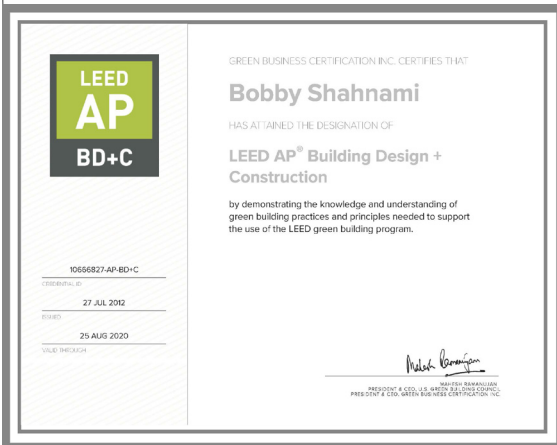 LEED
AP
BD+C
10666827-AP-BD+C
CREDENTIAL ID
27 JUL 2012
ISSUED
25 AUG 2020
VALID THROUGH
GREEN BUSINESS CERTIFICATION INC. CERTIFIES THAT
Bobby Shahnami
HAS ATTAINED THE DESIGNATION OF
LEED AP® Building Design +
Construction
by demonstrating the knowledge and understanding of
green building practices and principles needed to support
the use of the LEED green building program.
MAHESH RAMANUJAN
PRESIDENT & CEO, U.S. GREEN BUILDING COUNCIL
PRESIDENT & CEO, GREEN BUSINESS CERTIFICATION INC.